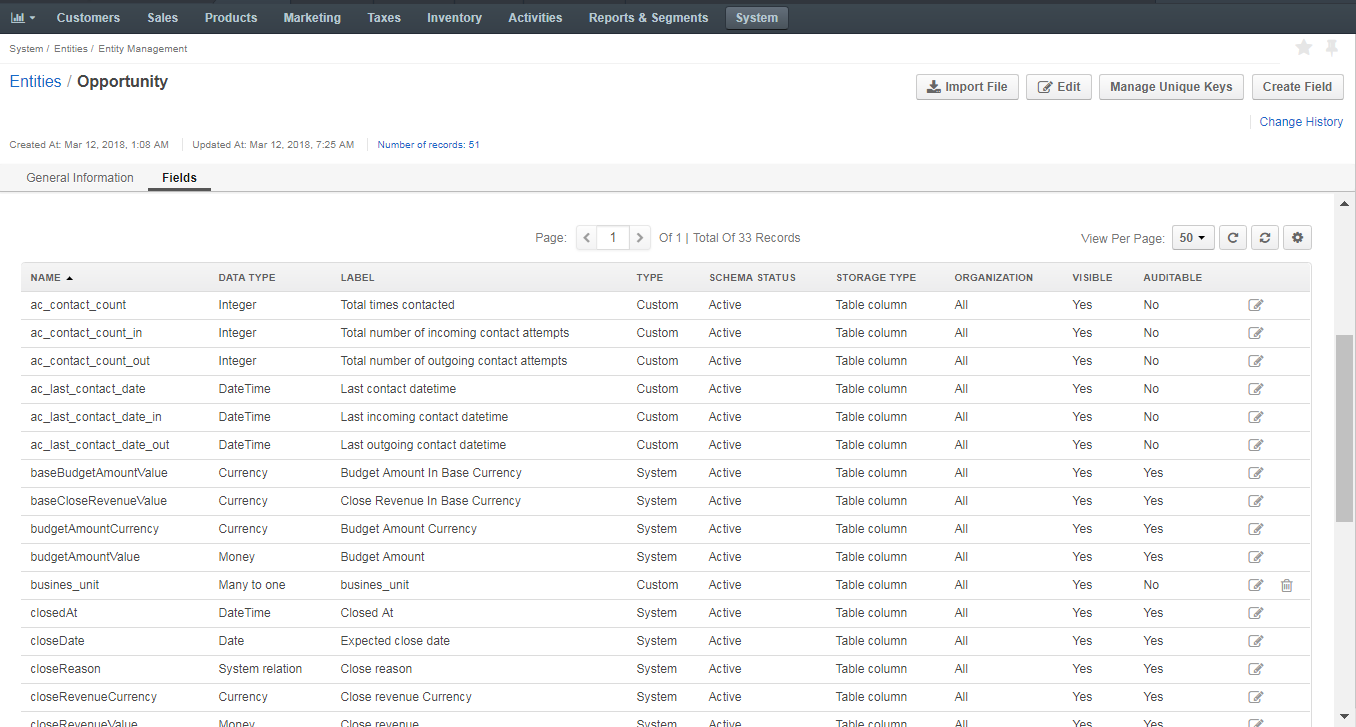 Customers Sales Products Marketing Taxes Inventory Activities Reports & Segments System
System / Entities / Entity Management
Entities / Opportunity
Import File Edit Manage Unique Keys Create Field
Change History
Created At: Mar 12, 2018, 1:08 AM Updated At: Mar 12, 2018, 7:25 AM Number of records: 51
General Information Fields
Page: 1 Of 1 | Total Of 33 Records View Per Page: 50
NAME DATA TYPE LABEL TYPE SCHEMA STATUS STORAGE TYPE ORGANIZATION VISIBLE AUDITABLE
ac_contact_count Integer Total times contacted Custom Active Table column All Yes No
ac_contact_count_in Integer Total number of incoming contact attempts Custom Active Table column All Yes No
ac_contact_count_out Integer Total number of outgoing contact attempts Custom Active Table column All Yes No
ac_last_contact_date DateTime Last contact datetime Custom Active Table column All Yes No
ac_last_contact_date_in DateTime Last incoming contact datetime Custom Active Table column All Yes No
ac_last_contact_date_out DateTime Last outgoing contact datetime Custom Active Table column All Yes No
baseBudgetAmountValue Currency Budget Amount In Base Currency System Active Table column All Yes Yes
baseCloseRevenueValue Currency Close Revenue In Base Currency System Active Table column All Yes Yes
budgetAmountCurrency Currency Budget Amount Currency System Active Table column All Yes Yes
budgetAmountValue Money Budget Amount System Active Table column All Yes Yes
busines_unit Many to one busines_unit Custom Active Table column All Yes No
closedAt DateTime Closed At System Active Table column All Yes Yes
closeDate Date Expected close date System Active Table column All Yes Yes
closeReason System relation Close reason System Active Table column All Yes Yes
closeRevenueCurrency Currency Close revenue Currency System Active Table column All Yes Yes
closeRevenueValue Money Close revenue System Active Table column All Yes Yes